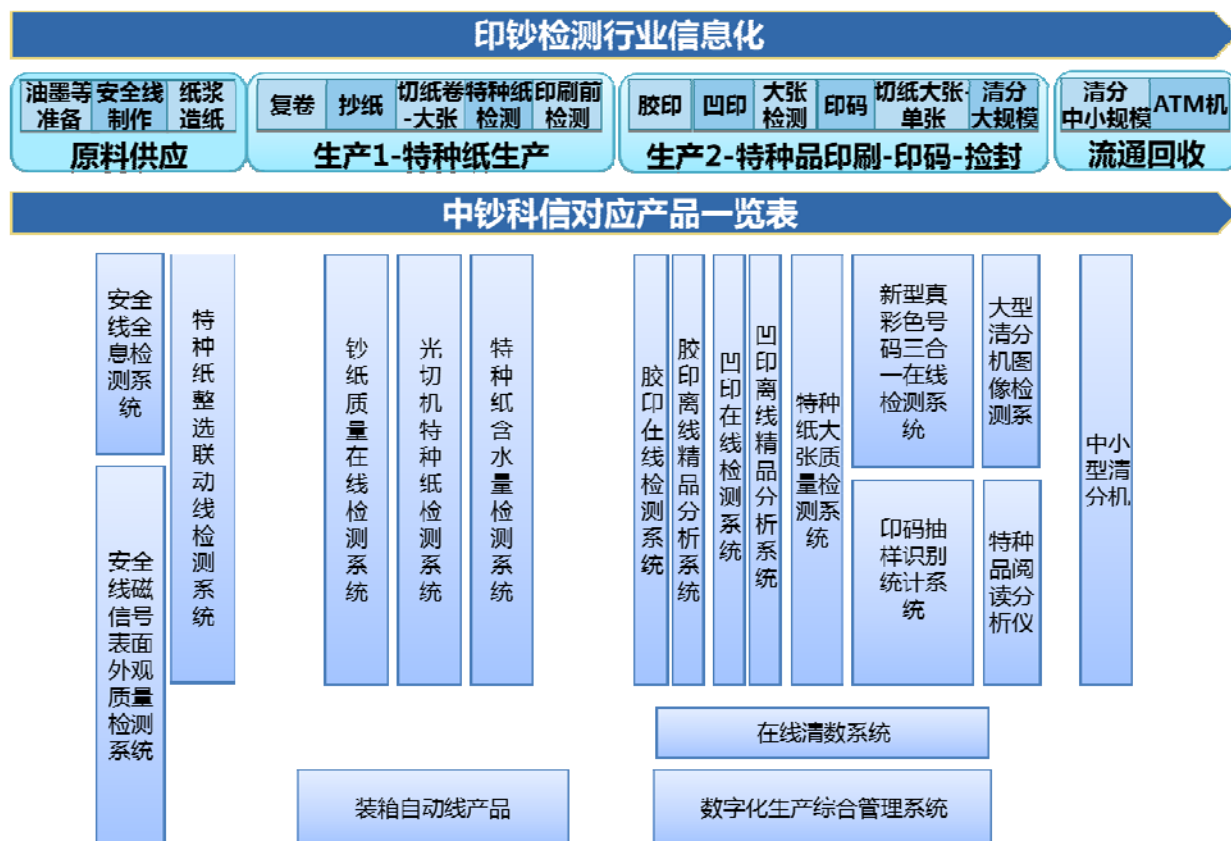 印钞检测行业信息化
油墨等
准备
安全线
制作
纸浆
造纸
原料供应
复卷
抄纸
切纸卷
-大张
特种纸
检测
印刷前
检测
生产1-特种纸生产
胶印
凹印
大张
检测
印码
切纸大张-
单张
清分
大规模
生产2-特种品印刷-印码-捡封
清分
中小规模
ATM机
流通回收
中钞科信对应产品一览表
安全
线全
息检
测系
统
安全
线磁
信号
表面
外观
质量
检测
系统
特种纸整选联动线检测系统
钞纸质量在线检测系统
光切机特种纸检测系统
特种纸含水量检测系统
胶印在线检测系统
胶印离线精品分析系统
凹印在线检测系统
凹印离线精品分析系统
特种
纸大
张质
量检
测系
统
新型真
彩色号
码三合
一在线
检测系
统
印码抽
样识别
统计系
统
大型
清分
机图
像检
测系
特种
品阅
读分
析仪
中小
型清
分机
在线清数系统
装箱自动线产品
数字化生产综合管理系统